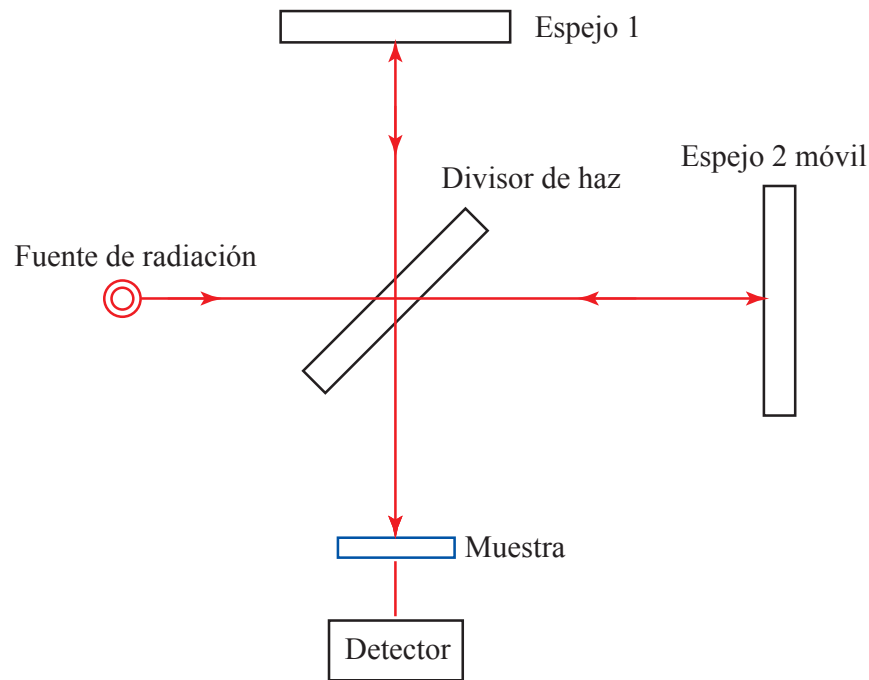 Espejo 1
Espejo 2 móvil
Divisor de haz
Fuente de radiación
Muestra
Detector